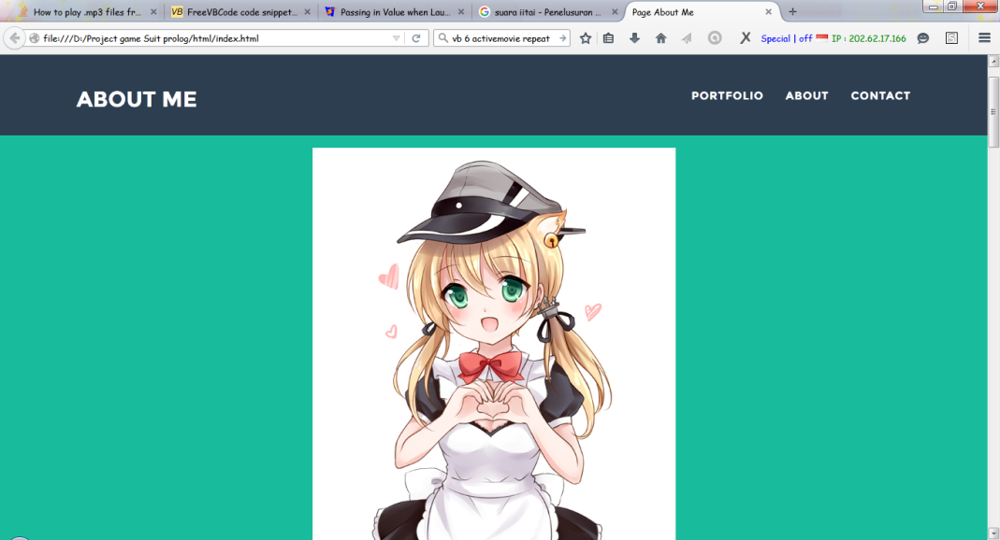 How to play .mp3 files fr...
FreeVBCode code snippet...
Passing in Value when Lau...
suara iitai - Penelusuran ...
Page About Me
file:///D:/Project game Suit prolog/html/index.html
vb 6 activemovie repeat
Special | off
IP : 202.62.17.166
ABOUT ME
PORTFOLIO
ABOUT
CONTACT